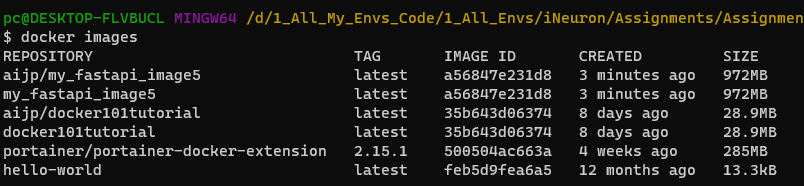 pc@DESKTOP-FLVBUCL MINGW64 /d/1_All_My_Envs_Code/1_All_Envs/iNeuron/Assignments/Assignmen
$ docker images
REPOSITORY TAG IMAGE ID CREATED SIZE
aijp/my_fastapi_image5 latest a56847e231d8 3 minutes ago 972MB
my_fastapi_image5 latest a56847e231d8 3 minutes ago 972MB
aijp/docker101tutorial latest 35b643d06374 8 days ago 28.9MB
docker101tutorial latest 35b643d06374 8 days ago 28.9MB
portainer/portainer-docker-extension 2.15.1 500504ac663a 4 weeks ago 285MB
hello-world latest feb5d9fea6a5 12 months ago 13.3kB